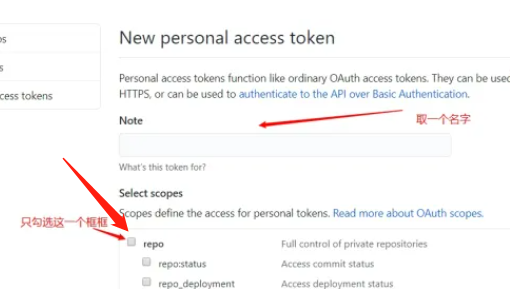 New personal access token
Personal access tokens function like ordinary OAuth access tokens. They can be used
cess tokens
HTTPS, or can be used to authenticate to the API over Basic Authentication.
Note
取一个名字
What's this token for?
Select scopes
Scopes define the access for personal tokens. Read more about OAuth scopes.
只勾选这一个框框
repo Full control of private repositories
repo:status Access commit status
repo_deployment Access deployment status